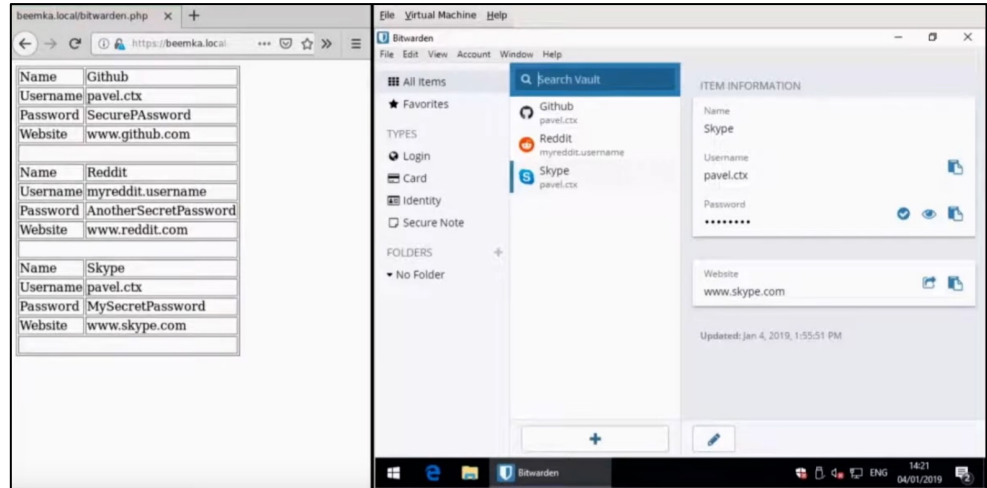 beemka.local/bitwarden.php
https://beemka.local
Name Github
Username pavel.ctx
Password SecurePAssword
Website www.github.com
Name Reddit
Username myreddit.username
Password AnotherSecretPassword
Website www.reddit.com
Name Skype
Username pavel.ctx
Password MySecretPassword
Website www.skype.com
File Virtual Machine Help
Bitwarden
File Edit View Account Window Help
All Items
Favorites
TYPES
Login
Card
Identity
Secure Note
FOLDERS
No Folder
Search Vault
Github
pavel.ctx
Reddit
myreddit.username
Skype
pavel.ctx
ITEM INFORMATION
Name
Skype
Username
pavel.ctx
Password
••••••••
Website
www.skype.com
Updated: Jan 4, 2019, 1:55:51 PM
Bitwarden
ENG
14:21
04/01/2019
2